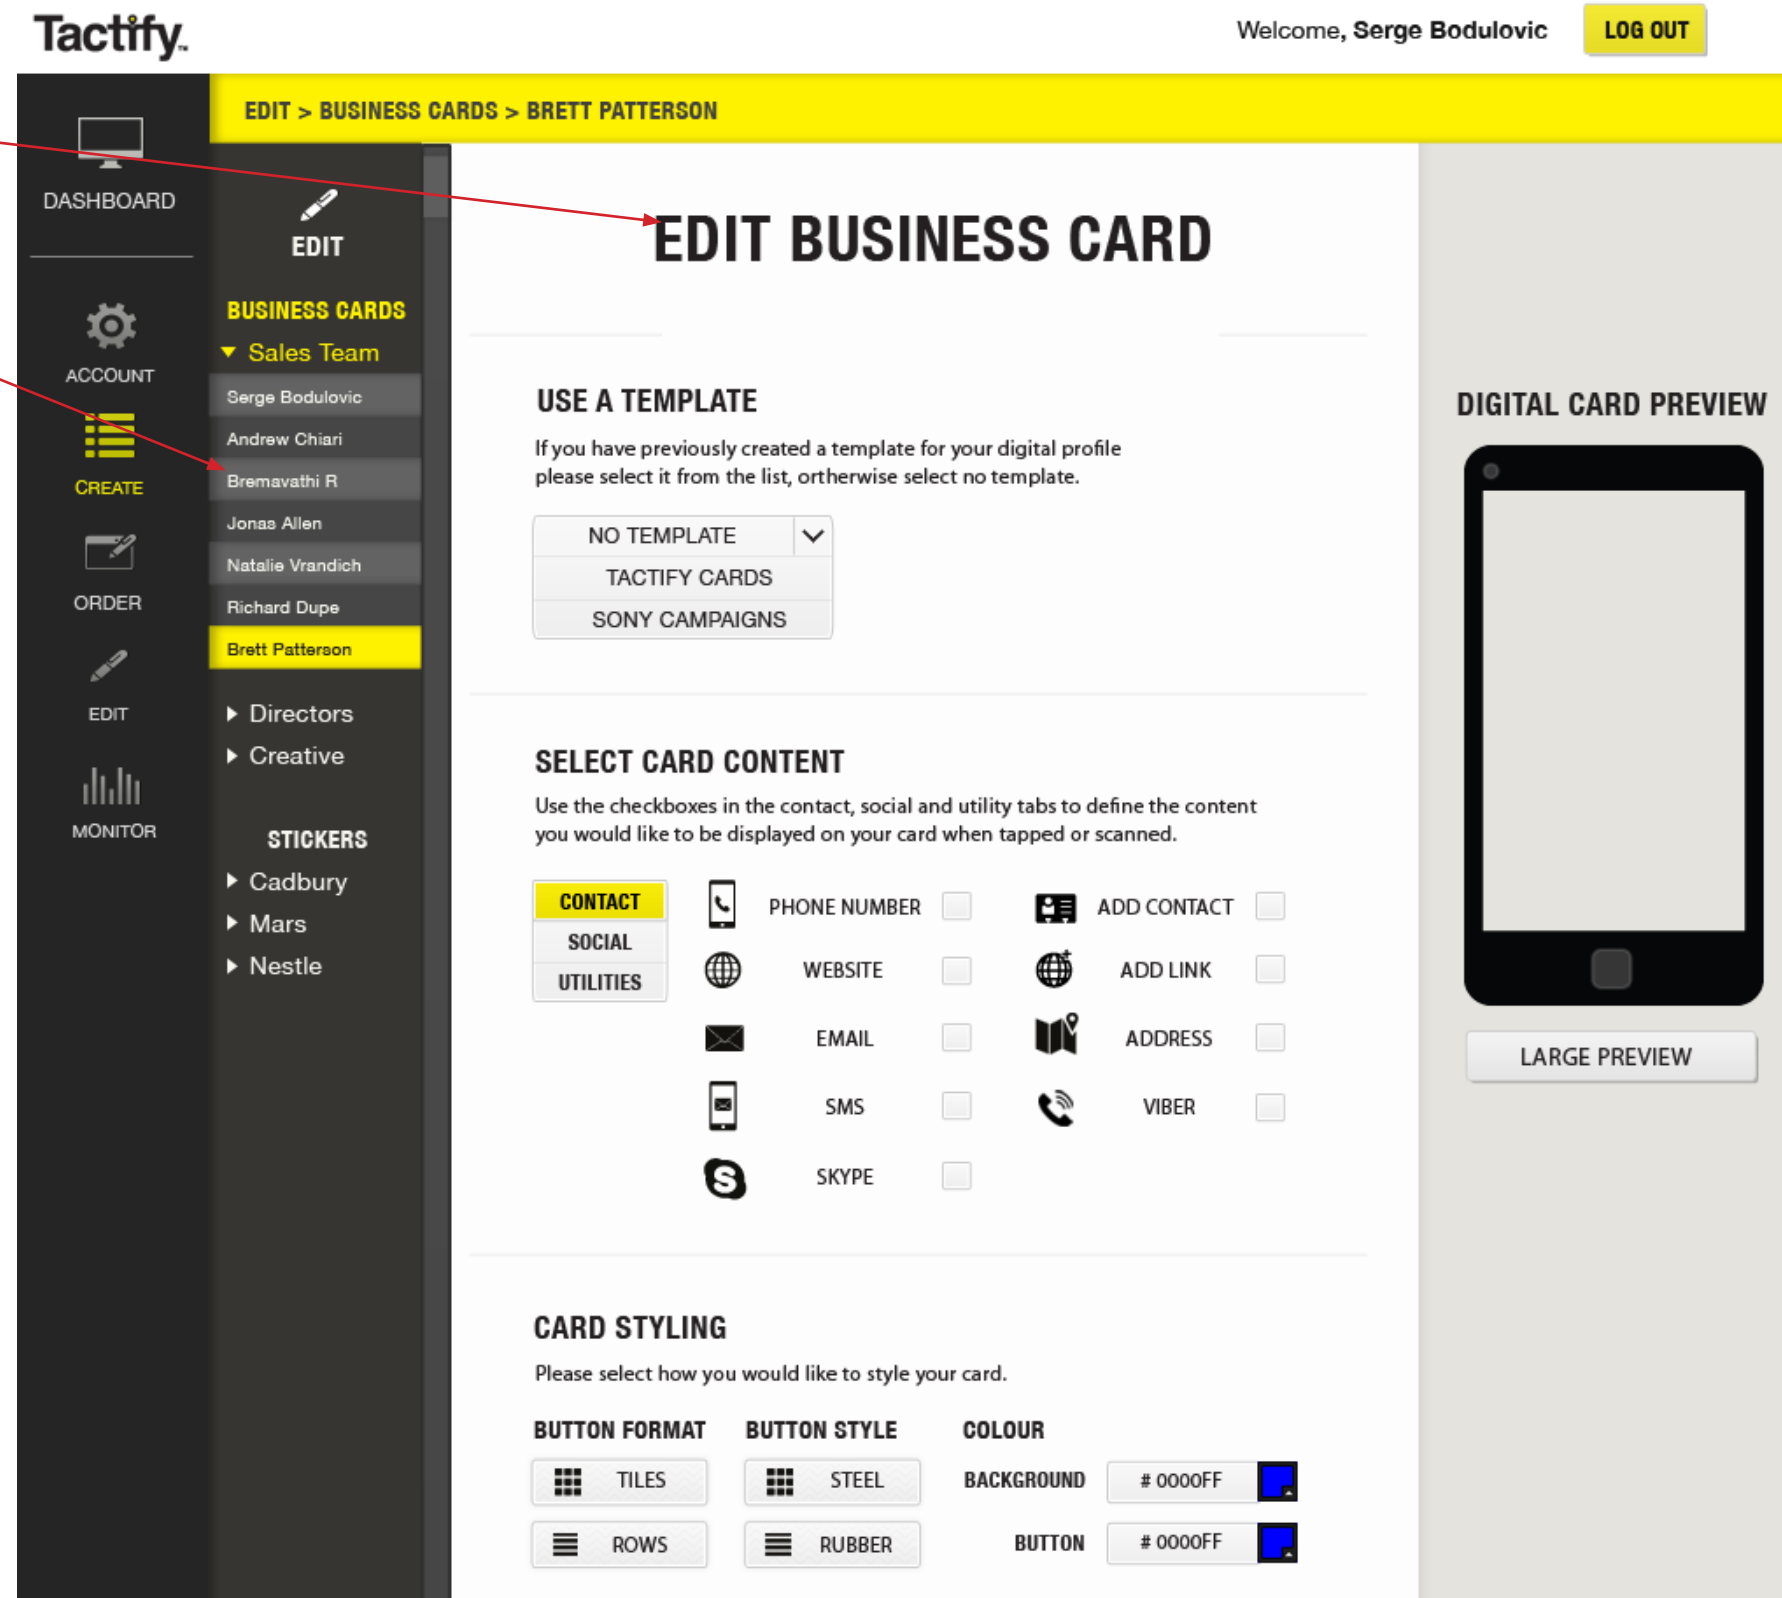 Tactify™
Welcome, Serge Bodulovic
LOG OUT
EDIT > BUSINESS CARDS > BRETT PATTERSON
DASHBOARD
ACCOUNT
CREATE
ORDER
EDIT
MONITOR
EDIT
BUSINESS CARDS
Sales Team
Serge Bodulovic
Andrew Chiari
Bremavathi R
Jonas Allen
Natalie Vrandich
Richard Dupe
Brett Patterson
Directors
Creative
STICKERS
Cadbury
Mars
Nestle
EDIT BUSINESS CARD
USE A TEMPLATE
If you have previously created a template for your digital profile
please select it from the list, ortherwise select no template.
NO TEMPLATE
TACTIFY CARDS
SONY CAMPAIGNS
SELECT CARD CONTENT
Use the checkboxes in the contact, social and utility tabs to define the content
you would like to be displayed on your card when tapped or scanned.
CONTACT
SOCIAL
UTILITIES
PHONE NUMBER
ADD CONTACT
WEBSITE
ADD LINK
EMAIL
ADDRESS
SMS
VIBER
SKYPE
CARD STYLING
Please select how you would like to style your card.
BUTTON FORMAT
TILES
ROWS
BUTTON STYLE
STEEL
RUBBER
COLOUR
BACKGROUND # 0000FF
BUTTON # 0000FF
DIGITAL CARD PREVIEW
LARGE PREVIEW